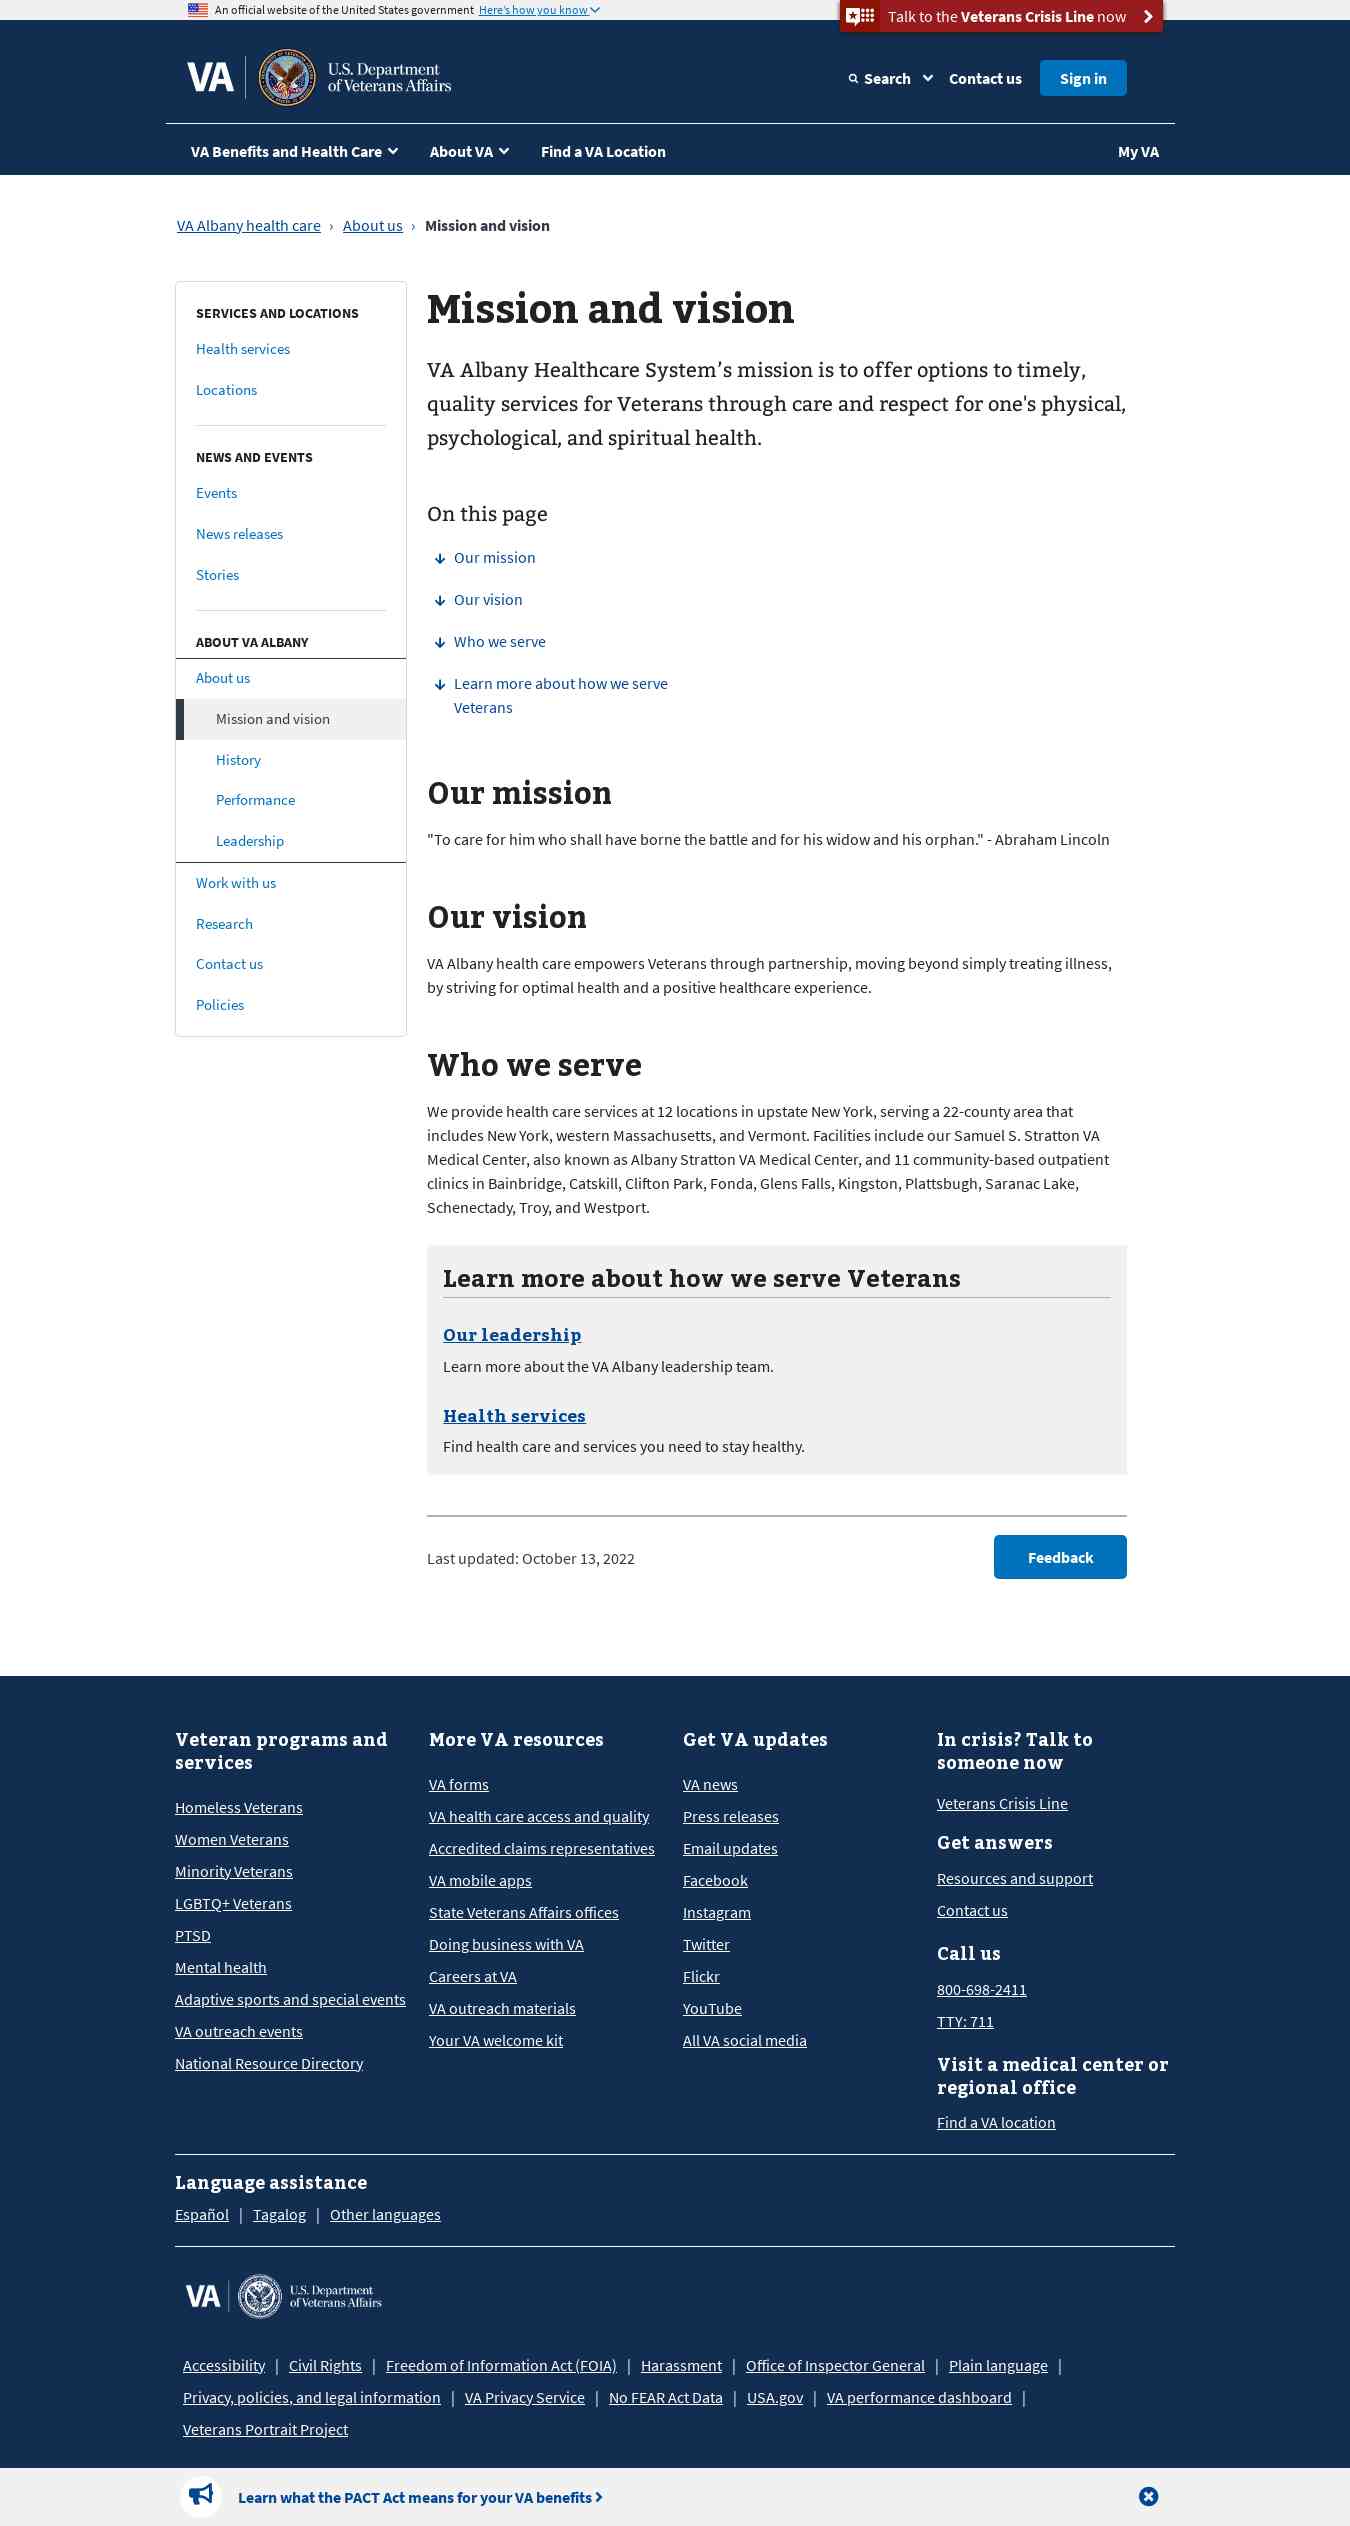 An official website of the United States government Here's how you know
Talk to the Veterans Crisis Line now
VA
U.S. Department
of Veterans Affairs
Search
Contact us
Sign in
VA Benefits and Health Care
About VA
Find a VA Location
My VA
VA Albany health care › About us › Mission and vision
SERVICES AND LOCATIONS
Health services
Locations
NEWS AND EVENTS
Events
News releases
Stories
ABOUT VA ALBANY
About us
Mission and vision
History
Performance
Leadership
Work with us
Research
Contact us
Policies
Mission and vision
VA Albany Healthcare System’s mission is to offer options to timely,
quality services for Veterans through care and respect for one's physical,
psychological, and spiritual health.
On this page
Our mission
Our vision
Who we serve
Learn more about how we serve
Veterans
Our mission
"To care for him who shall have borne the battle and for his widow and his orphan." - Abraham Lincoln
Our vision
VA Albany health care empowers Veterans through partnership, moving beyond simply treating illness,
by striving for optimal health and a positive healthcare experience.
Who we serve
We provide health care services at 12 locations in upstate New York, serving a 22-county area that
includes New York, western Massachusetts, and Vermont. Facilities include our Samuel S. Stratton VA
Medical Center, also known as Albany Stratton VA Medical Center, and 11 community-based outpatient
clinics in Bainbridge, Catskill, Clifton Park, Fonda, Glens Falls, Kingston, Plattsbugh, Saranac Lake,
Schenectady, Troy, and Westport.
Learn more about how we serve Veterans
Our leadership
Learn more about the VA Albany leadership team.
Health services
Find health care and services you need to stay healthy.
Last updated: October 13, 2022
Feedback
Veteran programs and
services
Homeless Veterans
Women Veterans
Minority Veterans
LGBTQ+ Veterans
PTSD
Mental health
Adaptive sports and special events
VA outreach events
National Resource Directory
More VA resources
VA forms
VA health care access and quality
Accredited claims representatives
VA mobile apps
State Veterans Affairs offices
Doing business with VA
Careers at VA
VA outreach materials
Your VA welcome kit
Get VA updates
VA news
Press releases
Email updates
Facebook
Instagram
Twitter
Flickr
YouTube
All VA social media
In crisis? Talk to
someone now
Veterans Crisis Line
Get answers
Resources and support
Contact us
Call us
800-698-2411
TTY: 711
Visit a medical center or
regional office
Find a VA location
Language assistance
Español | Tagalog | Other languages
VA
U.S. Department
of Veterans Affairs
Accessibility | Civil Rights | Freedom of Information Act (FOIA) | Harassment | Office of Inspector General | Plain language |
Privacy, policies, and legal information | VA Privacy Service | No FEAR Act Data | USA.gov | VA performance dashboard |
Veterans Portrait Project
Learn what the PACT Act means for your VA benefits